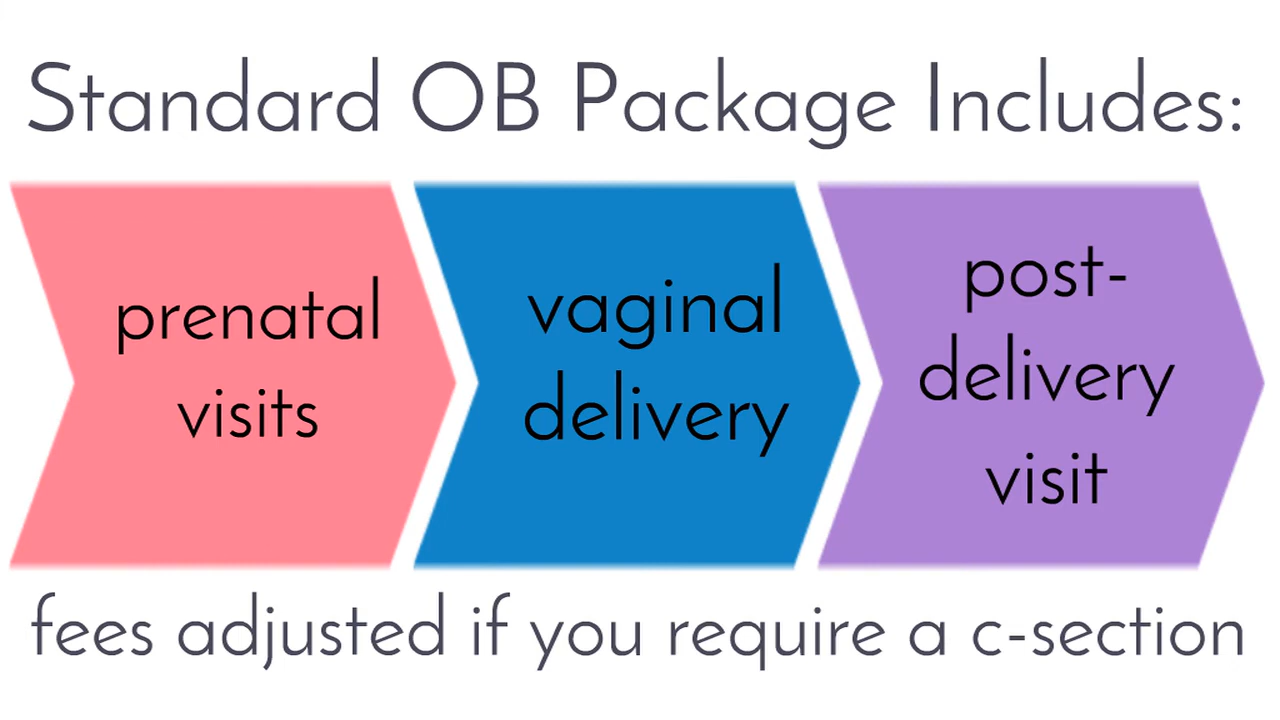 Standard OB Package Includes:
prenatal
visits
vaginal
delivery
post-
delivery
visit
fees adjusted if you require a c-section